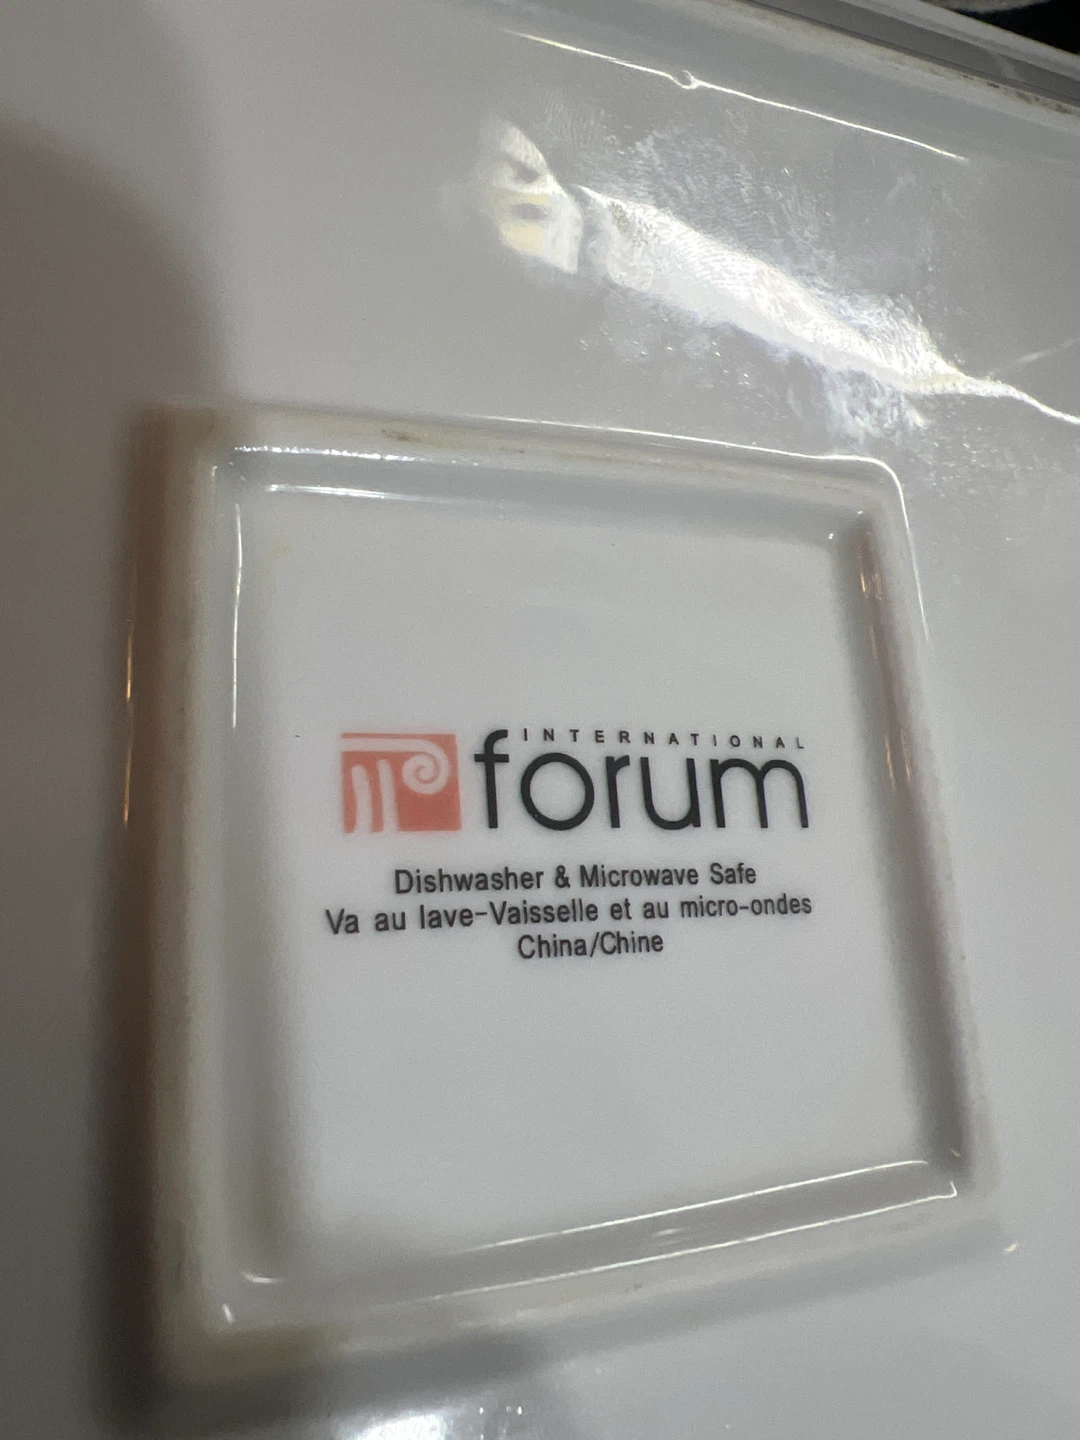 INTERNATIONAL
forum
Dishwasher & Microwave Safe
Va au lave-Vaisselle et au micro-ondes
China/Chine